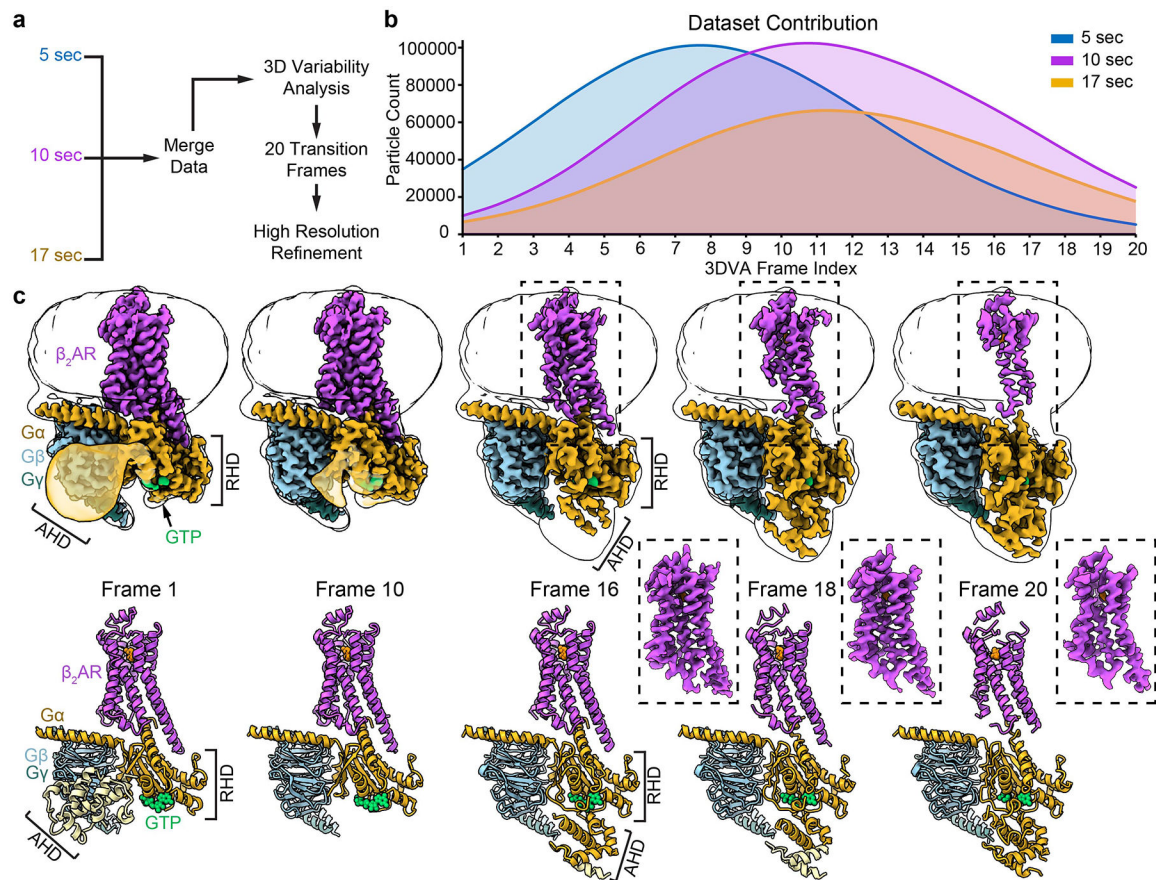 a
5 sec
10 sec
17 sec
Merge
Data
3D Variability
Analysis
20 Transition
Frames
High Resolution
Refinement
b
Dataset Contribution
5 sec
10 sec
17 sec
Particle Count
100000
80000
60000
40000
20000
0
1 2 3 4 5 6 7 8 9 10 11 12 13 14 15 16 17 18 19 20
3DVA Frame Index
c
β₂AR
Gα
Gβ
Gγ
AHD
GTP
RHD
RHD
AHD
Frame 1
Frame 10
Frame 16
Frame 18
Frame 20
β₂AR
Gα
Gβ
Gγ
AHD
GTP
RHD
RHD
AHD